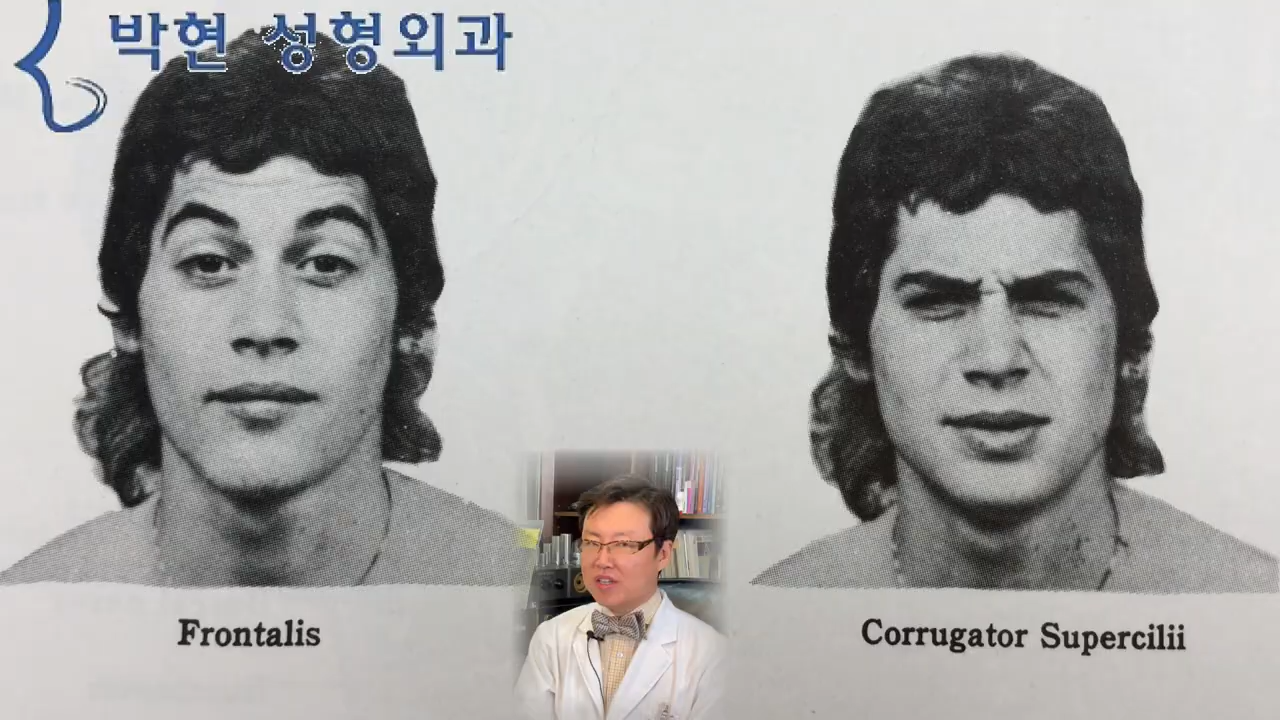 박현 성형외과
Frontalis
Corrugator Supercilii